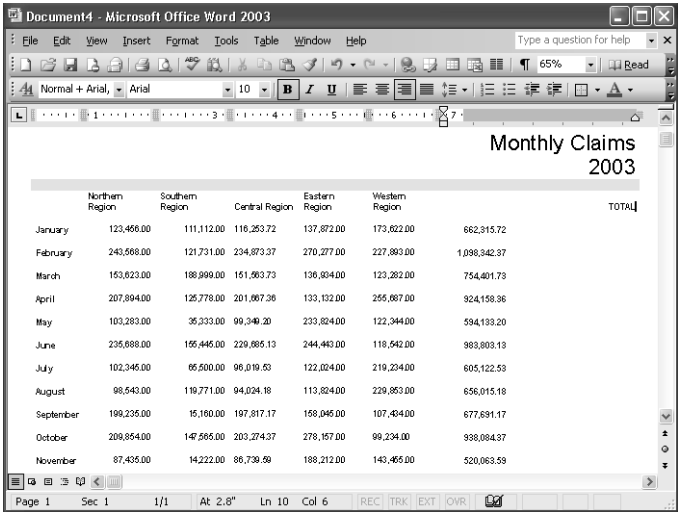 Document4 - Microsoft Office Word 2003
File Edit View Insert Format Tools Table Window Help Type a question for help
65% Read
Normal + Arial, Arial 10 B I U
1 3 4 5 6 7
Monthly Claims
2003
Northern Region Southern Region Central Region Eastern Region Western Region TOTAL
January 123,456.00 111,112.00 116,253.72 137,872.00 173,622.00 662,315.72
February 243,568.00 121,731.00 234,873.37 270,277.00 227,893.00 1,098,342.37
March 153,623.00 188,999.00 151,563.73 136,934.00 123,282.00 754,401.73
April 207,894.00 125,778.00 201,667.36 133,132.00 255,687.00 924,158.36
May 103,283.00 35,333.00 99,349.20 233,824.00 122,344.00 594,133.20
June 235,688.00 155,445.00 229,685.13 244,443.00 118,542.00 983,803.13
July 102,345.00 65,500.00 96,019.53 122,024.00 219,234.00 605,122.53
August 98,543.00 119,771.00 94,024.18 113,824.00 229,853.00 656,015.18
September 199,235.00 15,160.00 197,817.17 158,045.00 107,434.00 677,691.17
October 209,854.00 147,565.00 203,274.37 278,157.00 99,234.00 938,084.37
November 87,435.00 14,222.00 86,739.59 188,212.00 143,455.00 520,063.59
Page 1 Sec 1 1/1 At 2.8" Ln 10 Col 6 REC TRK EXT OVR